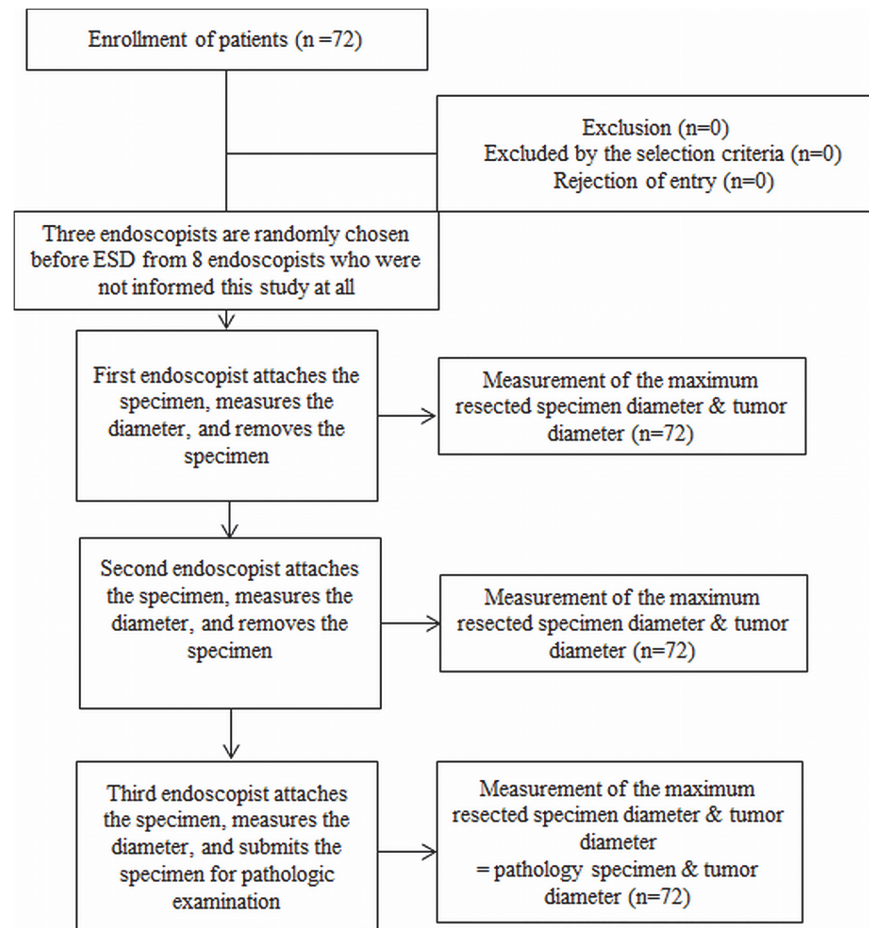 Enrollment of patients (n =72)
Exclusion (n=0)
Excluded by the selection criteria (n=0)
Rejection of entry (n=0)
Three endoscopists are randomly chosen
before ESD from 8 endoscopists who were
not informed this study at all
First endoscopist attaches the
specimen, measures the
diameter, and removes the
specimen
Measurement of the maximum
resected specimen diameter & tumor
diameter (n=72)
Second endoscopist attaches
the specimen, measures the
diameter, and removes the
specimen
Measurement of the maximum
resected specimen diameter & tumor
diameter (n=72)
Third endoscopist attaches
the specimen, measures the
diameter, and submits the
specimen for pathologic
examination
Measurement of the maximum
resected specimen diameter & tumor
diameter
= pathology specimen & tumor
diameter (n=72)